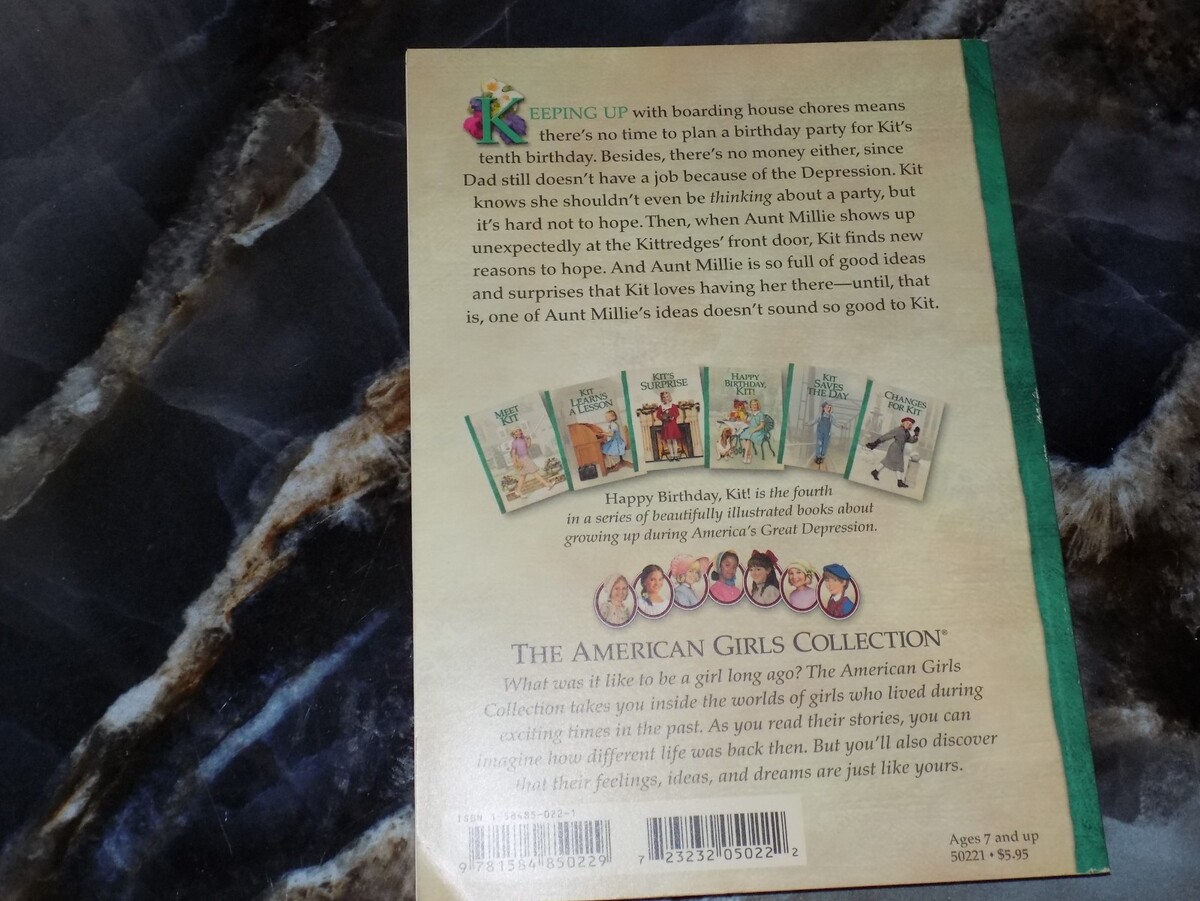 KEEPING UP with boarding house chores means
there's no time to plan a birthday party for Kit's
tenth birthday. Besides, there's no money either, since
Dad still doesn't have a job because of the Depression. Kit
knows she shouldn't even be thinking about a party, but
it's hard not to hope. Then, when Aunt Millie shows up
unexpectedly at the Kittredges' front door, Kit finds new
reasons to hope. And Aunt Millie is so full of good ideas
and surprises that Kit loves having her there—until, that
is, one of Aunt Millie's ideas doesn't sound so good to Kit.
MEET
KIT
KIT
LEARNS
A LESSON
KIT'S
SURPRISE
HAPPY
BIRTHDAY,
KIT!
KIT
SAVES
THE DAY
CHANGES
FOR KIT
Happy Birthday, Kit! is the fourth
in a series of beautifully illustrated books about
growing up during America's Great Depression.
THE AMERICAN GIRLS COLLECTION®
What was it like to be a girl long ago? The American Girls
Collection takes you inside the worlds of girls who lived during
exciting times in the past. As you read their stories, you can
imagine how different life was back then. But you'll also discover
that their feelings, ideas, and dreams are just like yours.
ISBN 1-58485-022-1
9 781584 850229
7 23232 05022 2
Ages 7 and up
50221 • $5.95